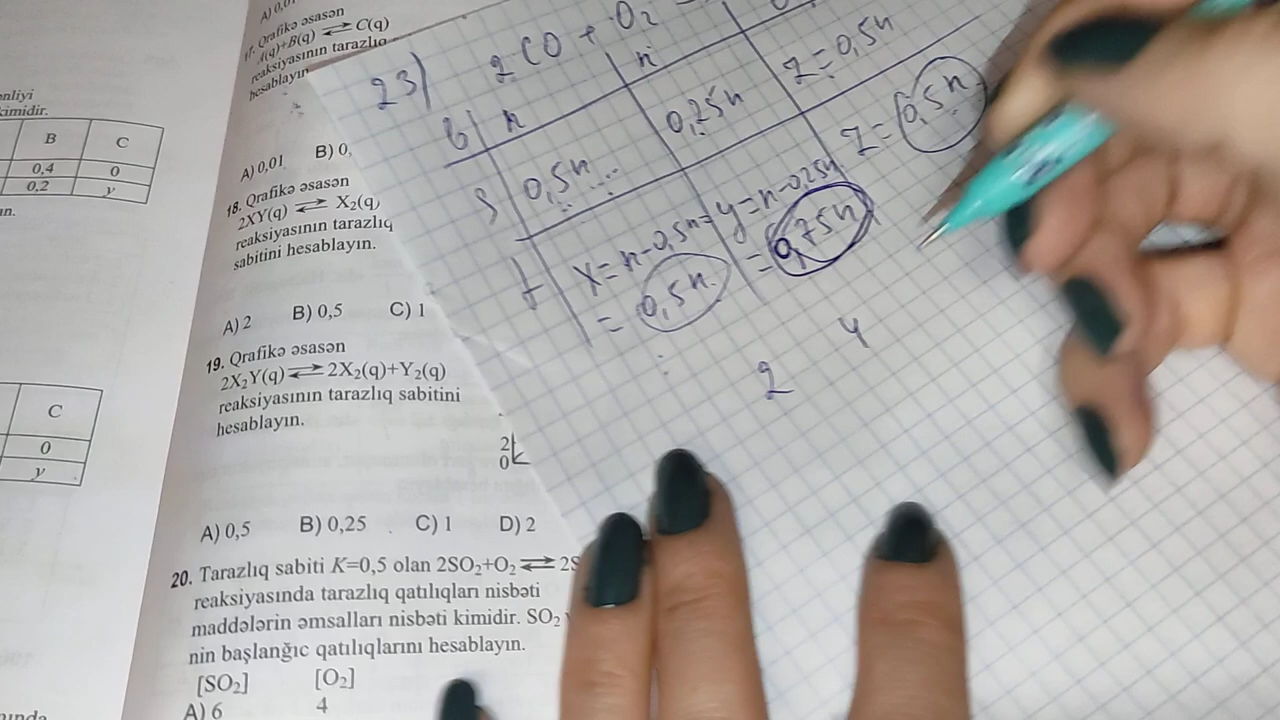 A) 0,01
17. Qrafikə əsasən
A(q)+B(q) ⇄ C(q)
reaksiyasının tarazlıq
hesablayın
kimidir.
B C
0,4 0
0,2 y
C
0
y
A) 0,01 B) 0,
18. Qrafikə əsasən
2XY(q) ⇄ X₂(q)
reaksiyasının tarazlıq
sabitini hesablayın.
A) 2 B) 0,5 C) 1
19. Qrafikə əsasən
2X₂Y(q) ⇄ 2X₂(q)+Y₂(q)
reaksiyasının tarazlıq sabitini
hesablayın.
2
0
A) 0,5 B) 0,25 C) 1 D) 2
20. Tarazlıq sabiti K=0,5 olan 2SO₂+O₂ ⇄ 2S
reaksiyasında tarazlıq qatılıqları nisbəti
maddələrin əmsalları nisbəti kimidir. SO₂
nin başlanğıc qatılıqlarını hesablayın.
[SO₂] [O₂]
A) 6 4
23) 2CO + O₂
b n n
s 0,5n 0,25n z=0,5n
t x=n-0,5n= y=n-0,25n z=0,5n
=0,5n =0,75n
2 4